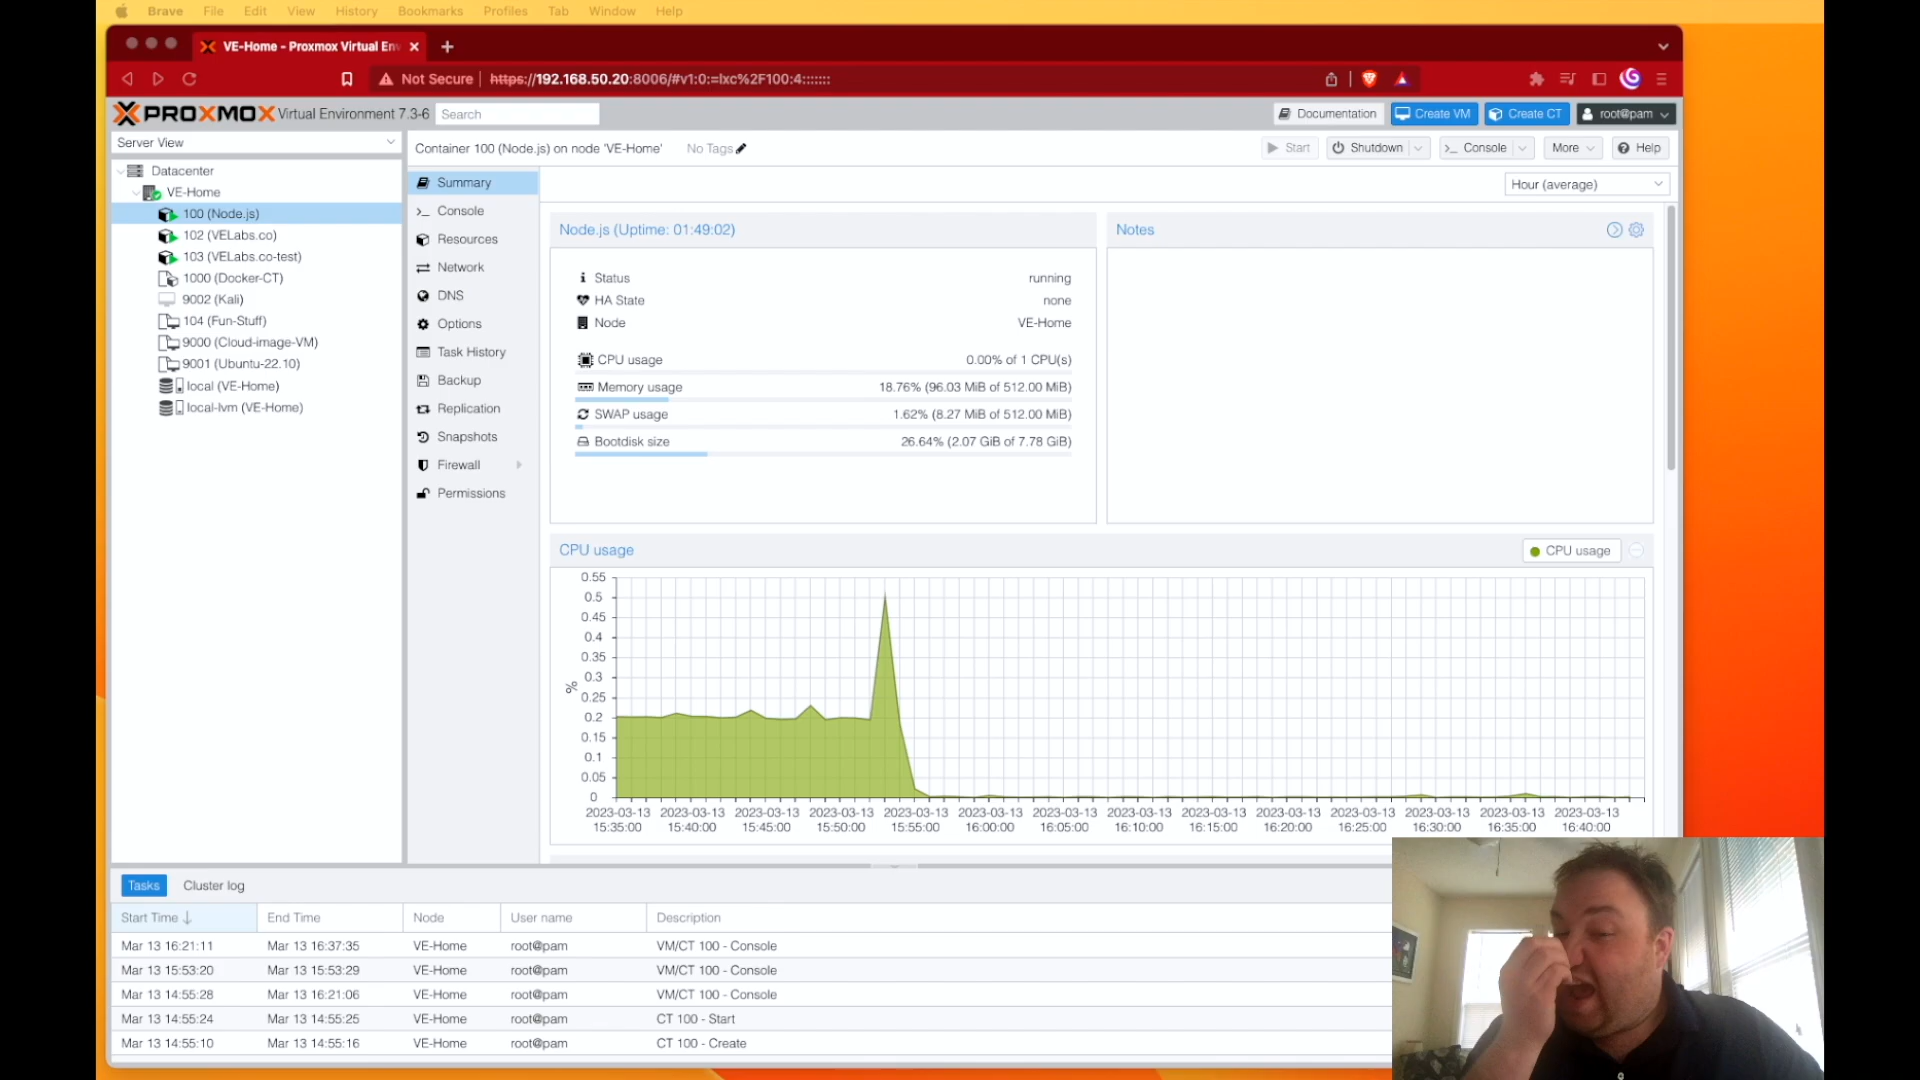 Brave File Edit View History Bookmarks Profiles Tab Window Help
VE-Home - Proxmox Virtual En
Not Secure https://192.168.50.20:8006/#v1:0:=lxc%2F100:4:::::::
PROXMOX Virtual Environment 7.3-6 Search Documentation Create VM Create CT root@pam
Server View
Container 100 (Node.js) on node 'VE-Home' No Tags Start Shutdown Console More Help
Datacenter
VE-Home
100 (Node.js)
102 (VELabs.co)
103 (VELabs.co-test)
1000 (Docker-CT)
9002 (Kali)
104 (Fun-Stuff)
9000 (Cloud-image-VM)
9001 (Ubuntu-22.10)
local (VE-Home)
local-lvm (VE-Home)
Summary
Console
Resources
Network
DNS
Options
Task History
Backup
Replication
Snapshots
Firewall
Permissions
Hour (average)
Node.js (Uptime: 01:49:02)
Status running
HA State none
Node VE-Home
CPU usage 0.00% of 1 CPU(s)
Memory usage 18.76% (96.03 MiB of 512.00 MiB)
SWAP usage 1.62% (8.27 MiB of 512.00 MiB)
Bootdisk size 26.64% (2.07 GiB of 7.78 GiB)
Notes
CPU usage
CPU usage
0.55
0.5
0.45
0.4
0.35
0.3
0.25
0.2
0.15
0.1
0.05
0
%
2023-03-13 2023-03-13 2023-03-13 2023-03-13 2023-03-13 2023-03-13 2023-03-13 2023-03-13 2023-03-13 2023-03-13 2023-03-13 2023-03-13 2023-03-13 2023-03-13
15:35:00 15:40:00 15:45:00 15:50:00 15:55:00 16:00:00 16:05:00 16:10:00 16:15:00 16:20:00 16:25:00 16:30:00 16:35:00 16:40:00
Tasks Cluster log
Start Time End Time Node User name Description
Mar 13 16:21:11 Mar 13 16:37:35 VE-Home root@pam VM/CT 100 - Console
Mar 13 15:53:20 Mar 13 15:53:29 VE-Home root@pam VM/CT 100 - Console
Mar 13 14:55:28 Mar 13 16:21:06 VE-Home root@pam VM/CT 100 - Console
Mar 13 14:55:24 Mar 13 14:55:25 VE-Home root@pam CT 100 - Start
Mar 13 14:55:10 Mar 13 14:55:16 VE-Home root@pam CT 100 - Create